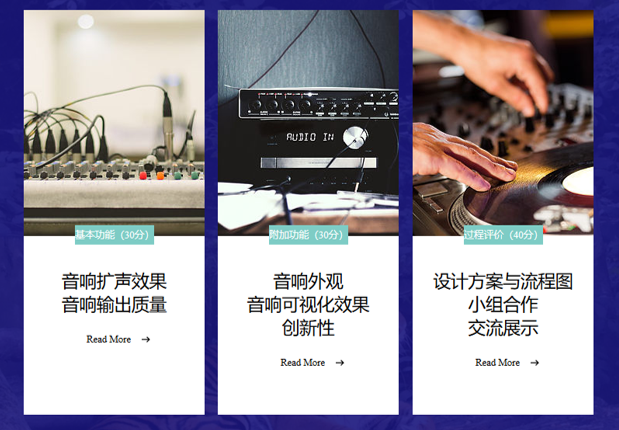 AUDIO IN
基本功能（30分）
音响扩声效果
音响输出质量
Read More →
附加功能（30分）
音响外观
音响可视化效果
创新性
Read More →
过程评价（40分）
设计方案与流程图
小组合作
交流展示
Read More →